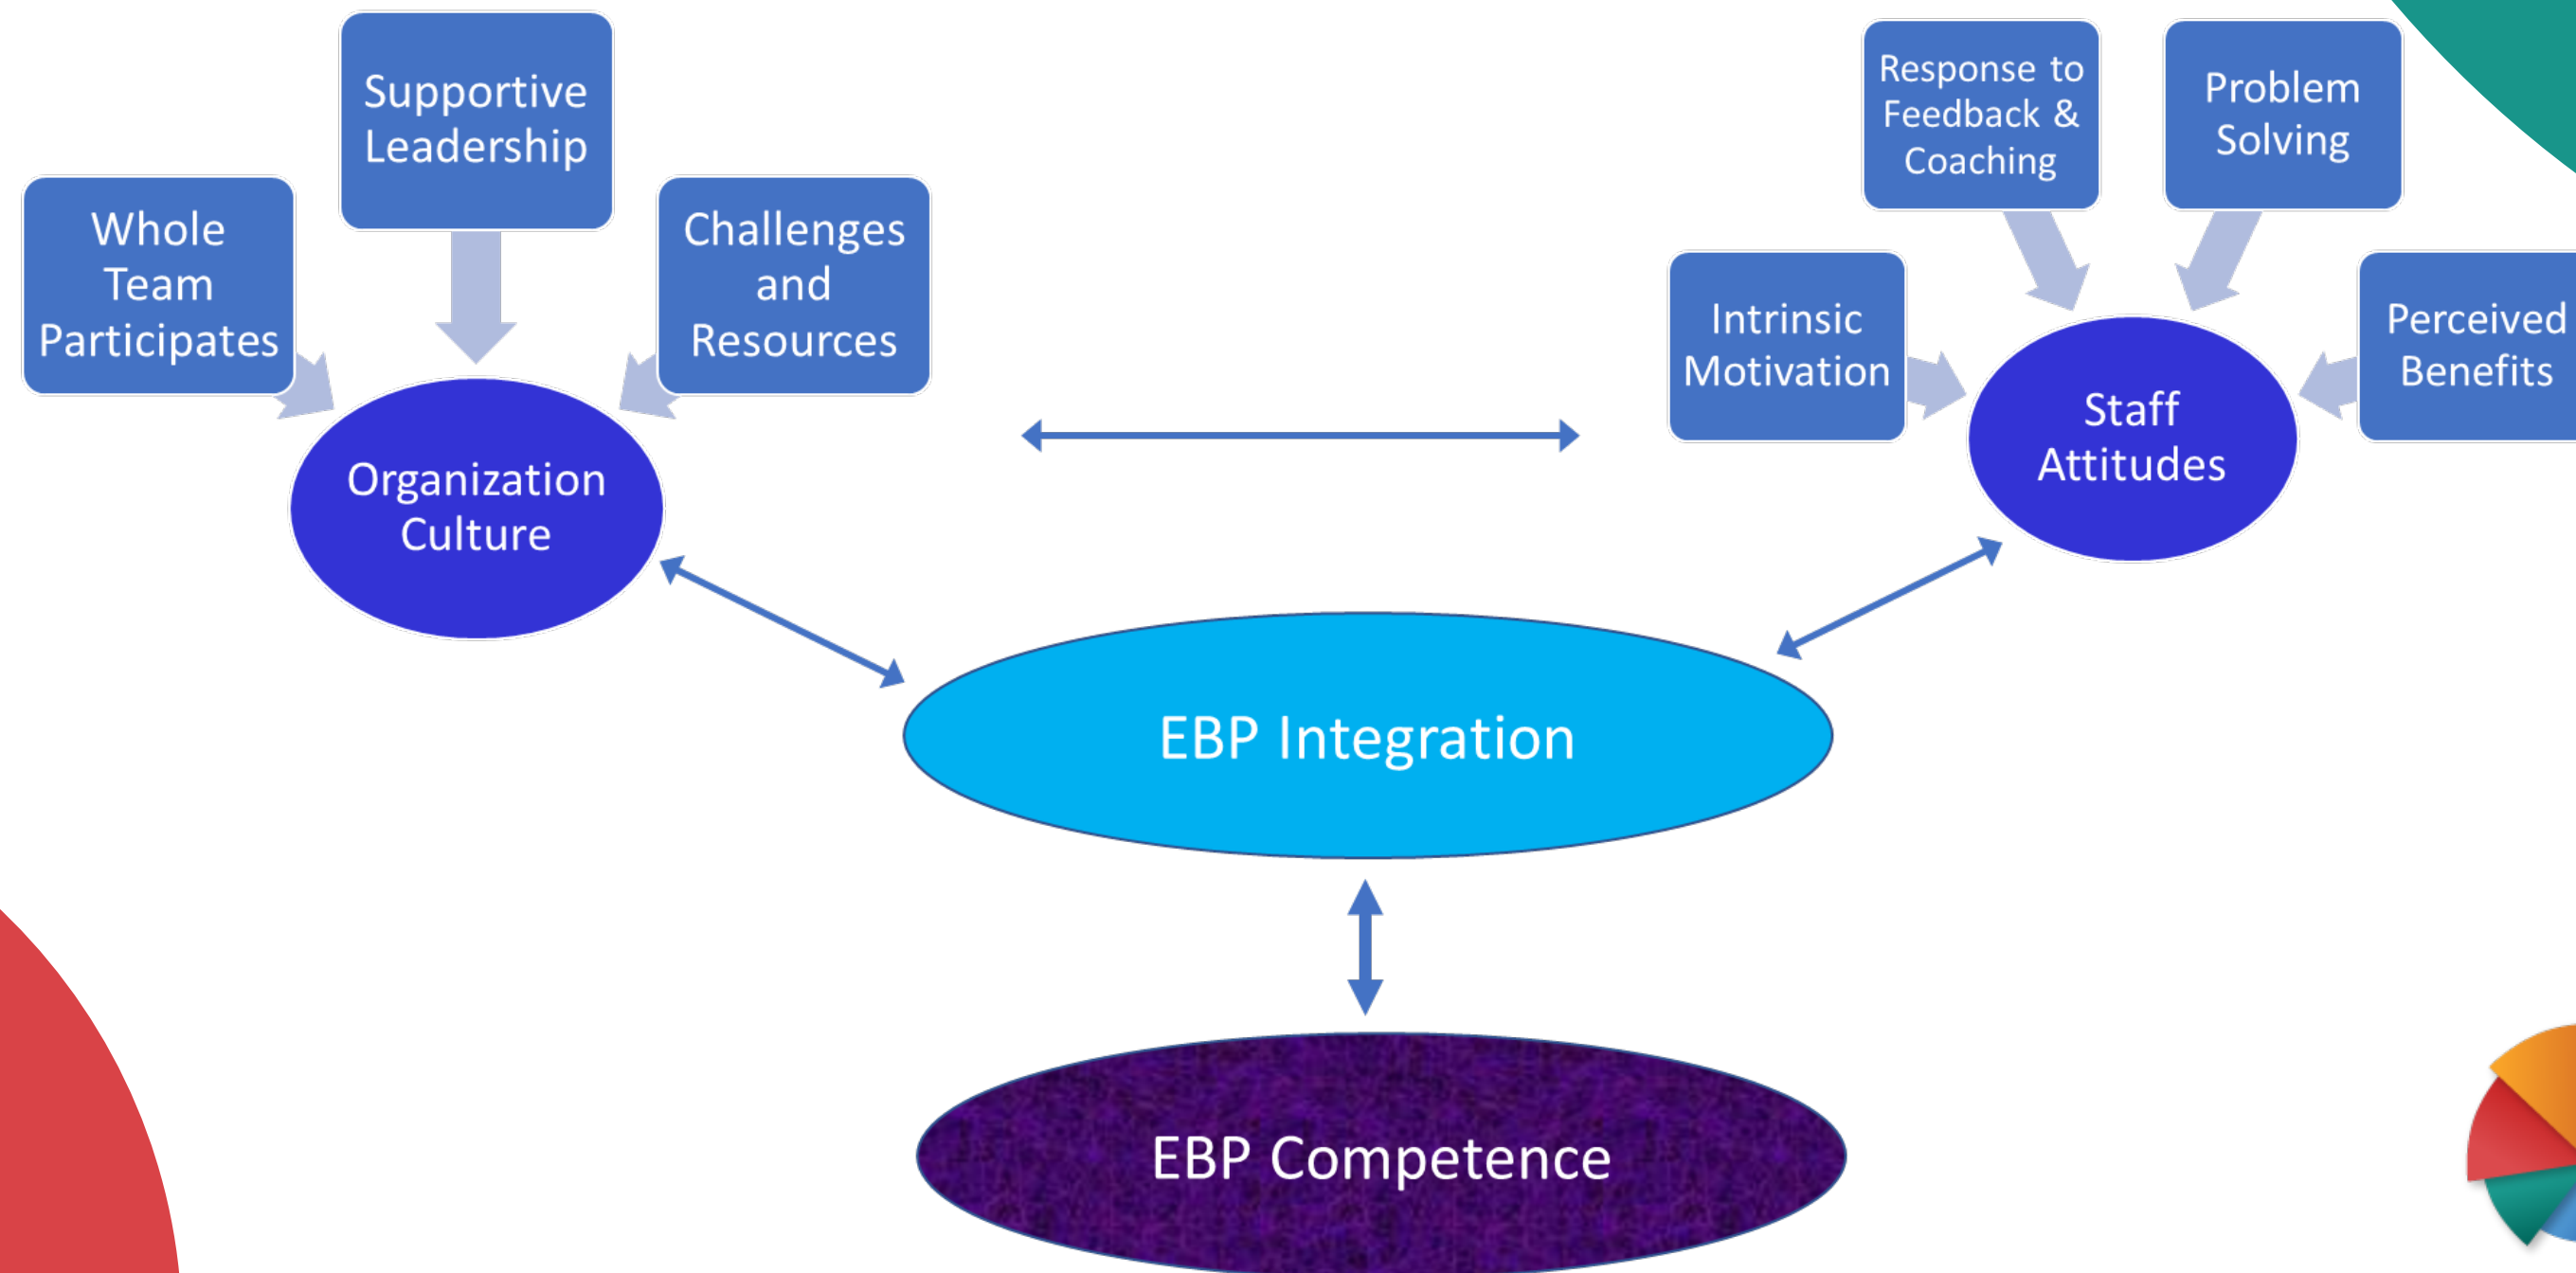 Supportive
Leadership
Whole
Team
Participates
Challenges
and
Resources
Organization
Culture
Response to
Feedback &
Coaching
Problem
Solving
Intrinsic
Motivation
Perceived
Benefits
Staff
Attitudes
EBP Integration
EBP Competence